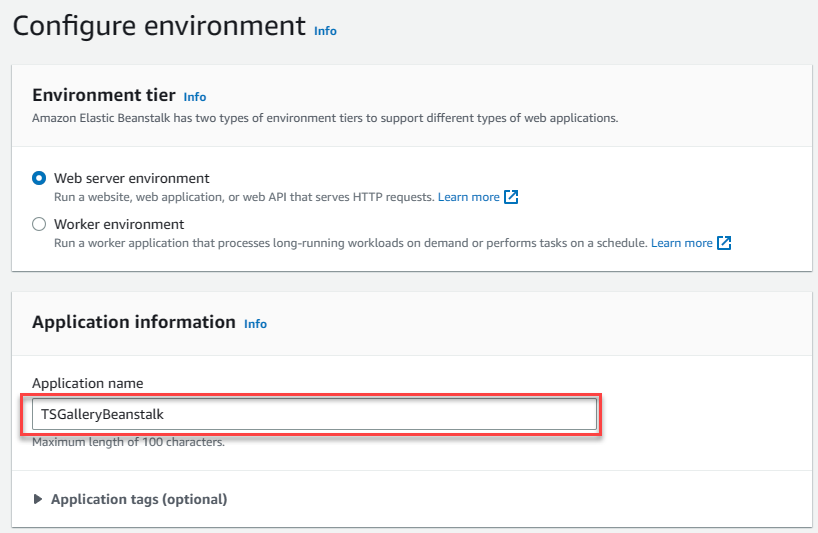 Configure environment Info
Environment tier Info
Amazon Elastic Beanstalk has two types of environment tiers to support different types of web applications.
Web server environment
Run a website, web application, or web API that serves HTTP requests. Learn more
Worker environment
Run a worker application that processes long-running workloads on demand or performs tasks on a schedule. Learn more
Application information Info
Application name
TSGalleryBeanstalk
Maximum length of 100 characters.
Application tags (optional)